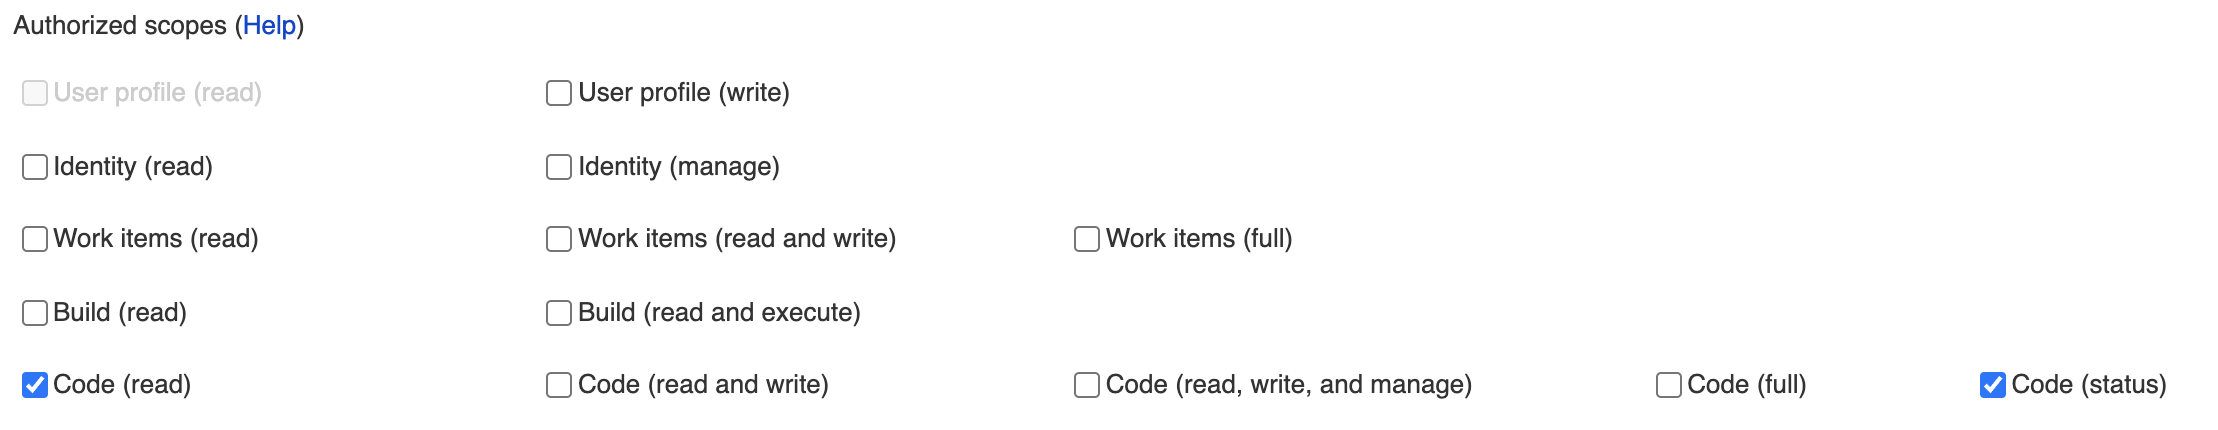 Authorized scopes (Help)
User profile (read) User profile (write)
Identity (read) Identity (manage)
Work items (read) Work items (read and write) Work items (full)
Build (read) Build (read and execute)
Code (read) Code (read and write) Code (read, write, and manage) Code (full) Code (status)